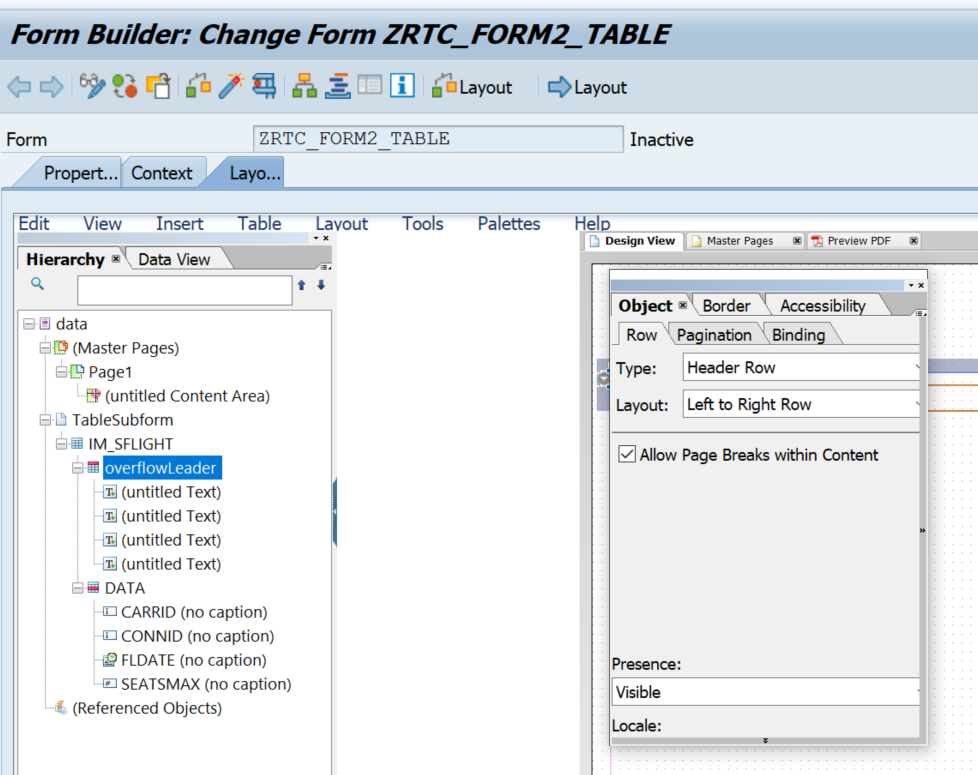 Form Builder: Change Form ZRTC_FORM2_TABLE
Layout Layout
Form ZRTC_FORM2_TABLE Inactive
Propert... Context Layo...
Edit View Insert Table Layout Tools Palettes Help
Hierarchy Data View
Design View Master Pages Preview PDF
data
(Master Pages)
Page1
(untitled Content Area)
TableSubform
IM_SFLIGHT
overflowLeader
(untitled Text)
(untitled Text)
(untitled Text)
(untitled Text)
DATA
CARRID (no caption)
CONNID (no caption)
FLDATE (no caption)
SEATSMAX (no caption)
(Referenced Objects)
Object Border Accessibility
Row Pagination Binding
Type: Header Row
Layout: Left to Right Row
Allow Page Breaks within Content
Presence:
Visible
Locale: